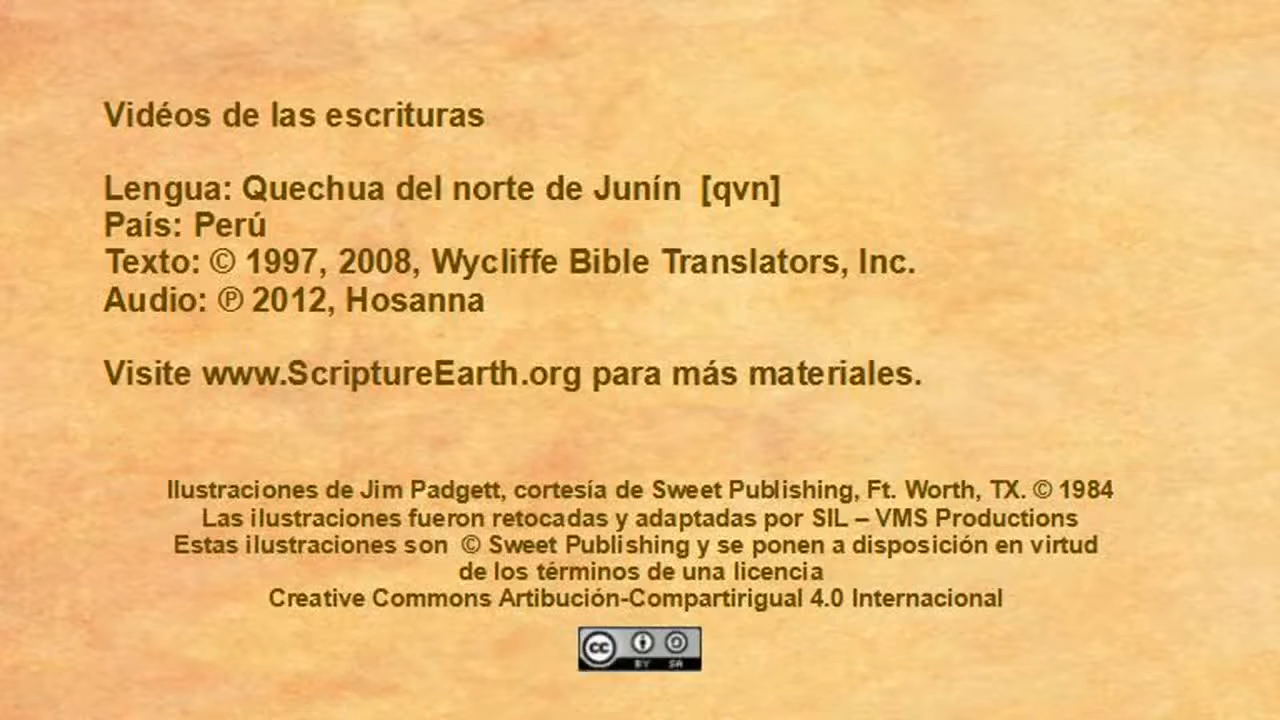 Vidéos de las escrituras
Lengua: Quechua del norte de Junín [qvn]
País: Perú
Texto: © 1997, 2008, Wycliffe Bible Translators, Inc.
Audio: ℗ 2012, Hosanna
Visite www.ScriptureEarth.org para más materiales.
Ilustraciones de Jim Padgett, cortesía de Sweet Publishing, Ft. Worth, TX. © 1984
Las ilustraciones fueron retocadas y adaptadas por SIL – VMS Productions
Estas ilustraciones son © Sweet Publishing y se ponen a disposición en virtud
de los términos de una licencia
Creative Commons Artibución-Compartirigual 4.0 Internacional
cc BY SA